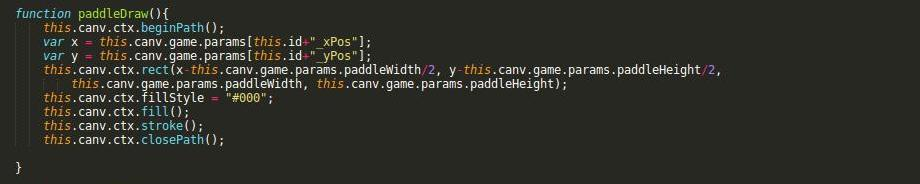 function paddleDraw(){
    this.canv.ctx.beginPath();
    var x = this.canv.game.params[this.id+"_xPos"];
    var y = this.canv.game.params[this.id+"_yPos"];
    this.canv.ctx.rect(x-this.canv.game.params.paddleWidth/2, y-this.canv.game.params.paddleHeight/2,
        this.canv.game.params.paddleWidth, this.canv.game.params.paddleHeight);
    this.canv.ctx.fillStyle = "#000";
    this.canv.ctx.fill();
    this.canv.ctx.stroke();
    this.canv.ctx.closePath();
}